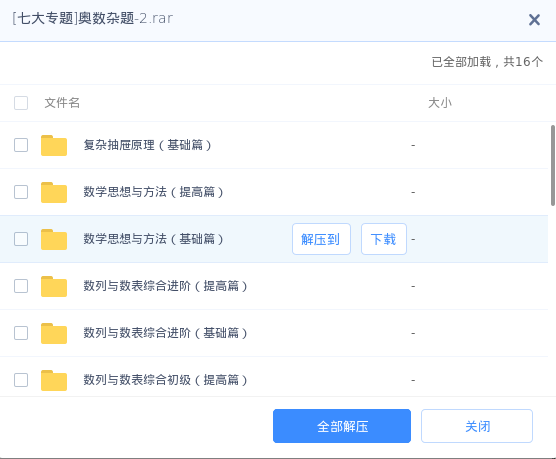 [七大专题]奥数杂题-2.rar
已全部加载，共16个
文件名 大小
复杂抽屉原理（基础篇） -
数学思想与方法（提高篇） -
数学思想与方法（基础篇） 解压到 下载 -
数列与数表综合进阶（提高篇） -
数列与数表综合进阶（基础篇） -
数列与数表综合初级（提高篇） -
全部解压 关闭